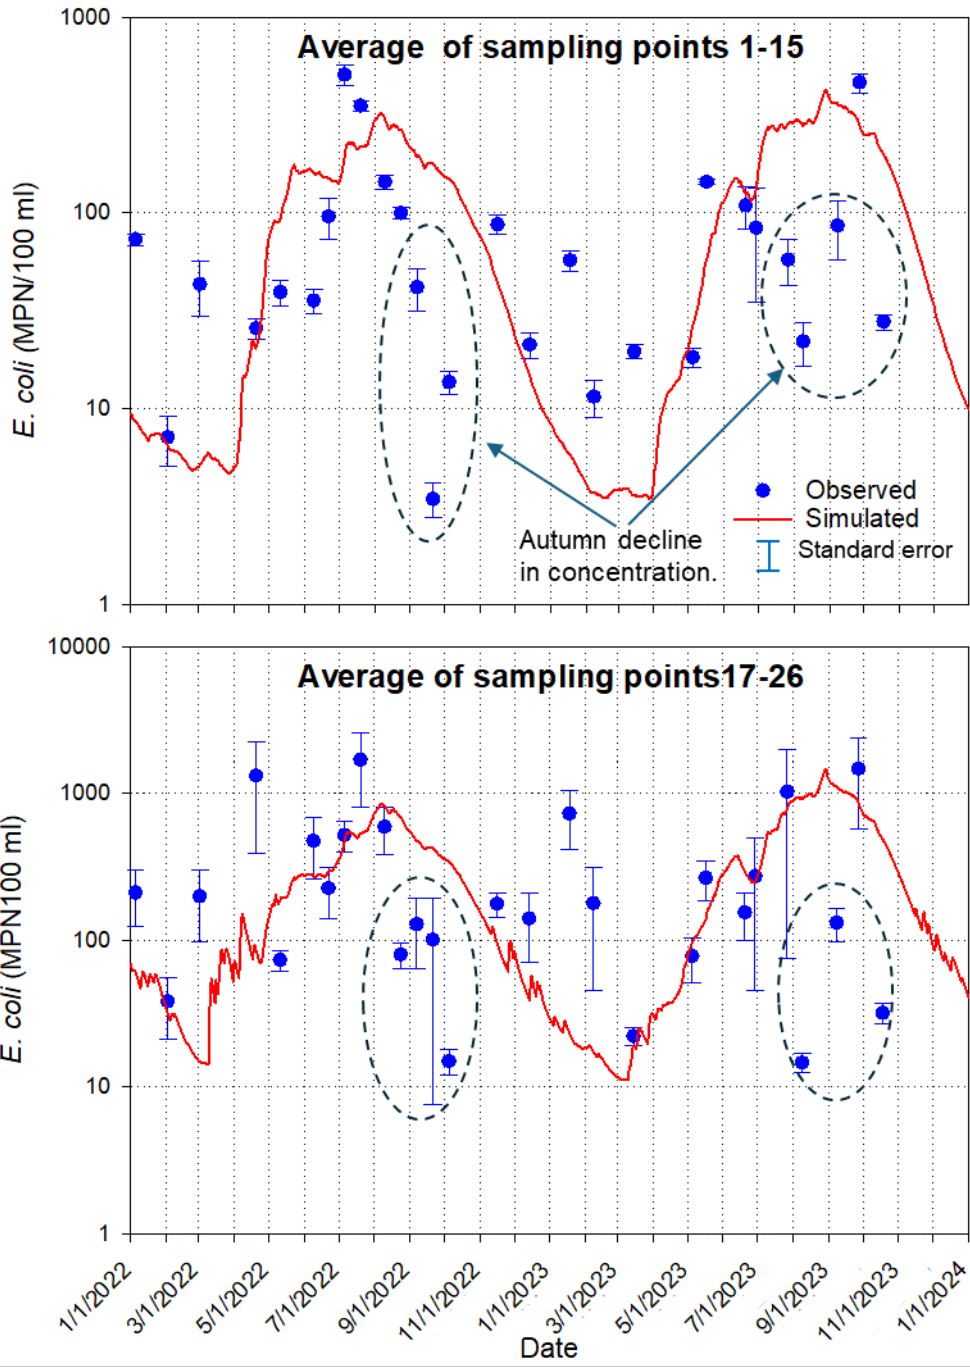 Average of sampling points 1-15
1000
100
10
1
E. coli (MPN/100 ml)
Observed
Simulated
Standard error
Autumn decline
in concentration.
Average of sampling points17-26
10000
1000
100
10
1
E. coli (MPN100 ml)
1/1/2022
3/1/2022
5/1/2022
7/1/2022
9/1/2022
11/1/2022
1/1/2023
3/1/2023
5/1/2023
7/1/2023
9/1/2023
11/1/2023
1/1/2024
Date